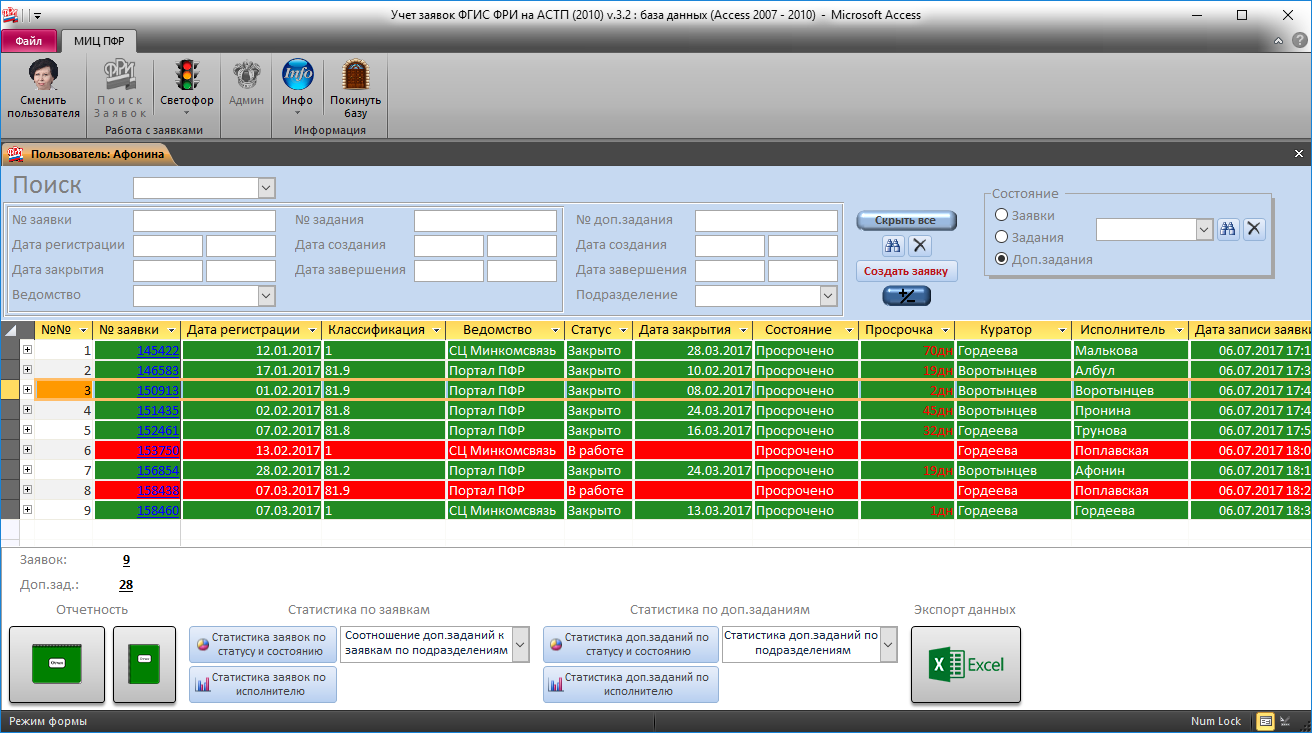 Учет заявок ФГИС ФРИ на АСТП (2010) v.3.2 : база данных (Access 2007 - 2010) - Microsoft Access
Файл МИЦ ПФР
Сменить пользователя
Поиск Заявок
Светофор
Админ
Инфо
Покинуть базу
Работа с заявками
Информация
Пользователь: Афонина
Поиск
№ заявки № задания № доп.задания
Дата регистрации Дата создания Дата создания
Дата закрытия Дата завершения Дата завершения
Ведомство Подразделение
Скрыть все
Создать заявку
Состояние
Заявки
Задания
Доп.задания
№№ № заявки Дата регистрации Классификация Ведомство Статус Дата закрытия Состояние Просрочка Куратор Исполнитель Дата записи заявки
1 145422 12.01.2017 1 СЦ Минкомсвязь Закрыто 28.03.2017 Просрочено 70дн Гордеева Малькова 06.07.2017 17:1
2 146583 17.01.2017 81.9 Портал ПФР Закрыто 10.02.2017 Просрочено 19дн Воротынцев Албул 06.07.2017 17:3
3 150913 01.02.2017 81.9 Портал ПФР Закрыто 08.02.2017 Просрочено 2дн Воротынцев Воротынцев 06.07.2017 17:4
4 151435 02.02.2017 81.8 Портал ПФР Закрыто 24.03.2017 Просрочено 45дн Воротынцев Пронина 06.07.2017 17:4
5 152461 07.02.2017 81.8 Портал ПФР Закрыто 16.03.2017 Просрочено 32дн Гордеева Трунова 06.07.2017 17:5
6 153750 13.02.2017 1 СЦ Минкомсвязь В работе Просрочено Гордеева Поплавская 06.07.2017 18:0
7 156854 28.02.2017 81.2 Портал ПФР Закрыто 24.03.2017 Просрочено 19дн Воротынцев Афонин 06.07.2017 18:1
8 158438 07.03.2017 81.9 Портал ПФР В работе Просрочено Гордеева Поплавская 06.07.2017 18:2
9 158460 07.03.2017 1 СЦ Минкомсвязь Закрыто 13.03.2017 Просрочено 1дн Гордеева Гордеева 06.07.2017 18:3
Заявок: 9
Доп.зад.: 28
Отчетность Статистика по заявкам Статистика по доп.заданиям Экспорт данных
Статистика заявок по статусу и состоянию
Соотношение доп.заданий к заявкам по подразделениям
Статистика доп.заданий по статусу и состоянию
Статистика доп.заданий по подразделениям
Статистика заявок по исполнителю
Статистика доп.заданий по исполнителю
Excel
Режим формы Num Lock